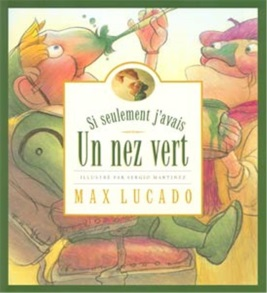 Si seulement j'avais
Un nez vert
ILLUSTRÉ PAR SERGIO MARTINEZ
MAX LUCADO